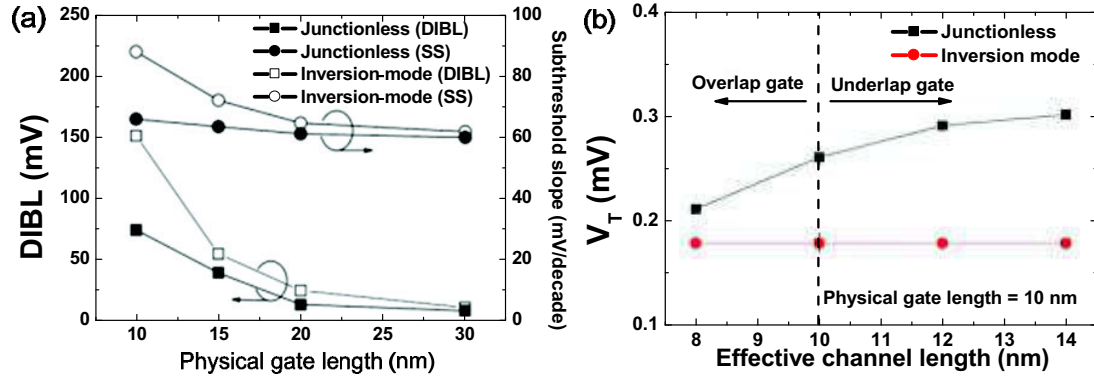 (a)
250
200
150
100
50
0
DIBL (mV)
10 15 20 25 30
Physical gate length (nm)
100
80
60
40
20
0
Subthreshold slope (mV/decade)
Junctionless (DIBL)
Junctionless (SS)
Inversion-mode (DIBL)
Inversion-mode (SS)
(b)
0.4
0.3
0.2
0.1
V_T (mV)
Junctionless
Inversion mode
Overlap gate
Underlap gate
Physical gate length = 10 nm
8 9 10 11 12 13 14
Effective channel length (nm)